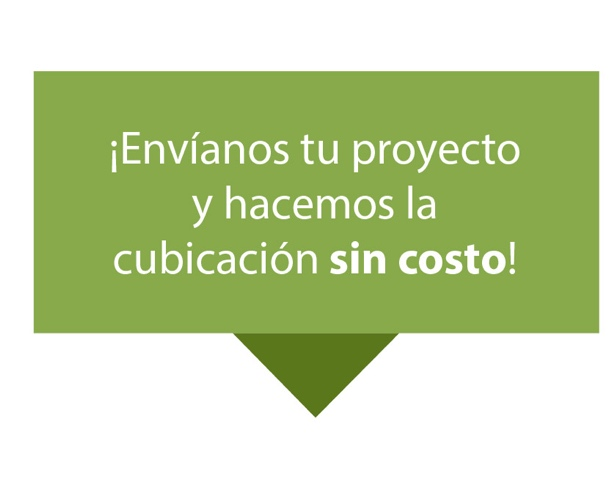 ¡Envíanos tu proyecto
y hacemos la
cubicación sin costo!